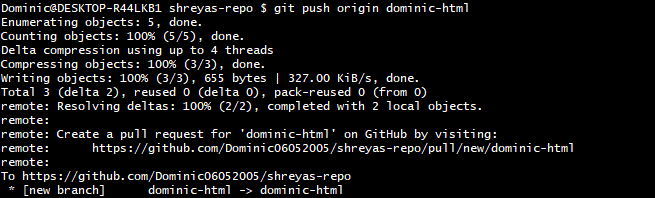 Dominic@DESKTOP-R44LKB1 shreyas-repo $ git push origin dominic-html
Enumerating objects: 5, done.
Counting objects: 100% (5/5), done.
Delta compression using up to 4 threads
Compressing objects: 100% (3/3), done.
Writing objects: 100% (3/3), 655 bytes | 327.00 KiB/s, done.
Total 3 (delta 2), reused 0 (delta 0), pack-reused 0 (from 0)
remote: Resolving deltas: 100% (2/2), completed with 2 local objects.
remote:
remote: Create a pull request for 'dominic-html' on GitHub by visiting:
remote:      https://github.com/Dominic06052005/shreyas-repo/pull/new/dominic-html
remote:
To https://github.com/Dominic06052005/shreyas-repo
 * [new branch]      dominic-html -> dominic-html